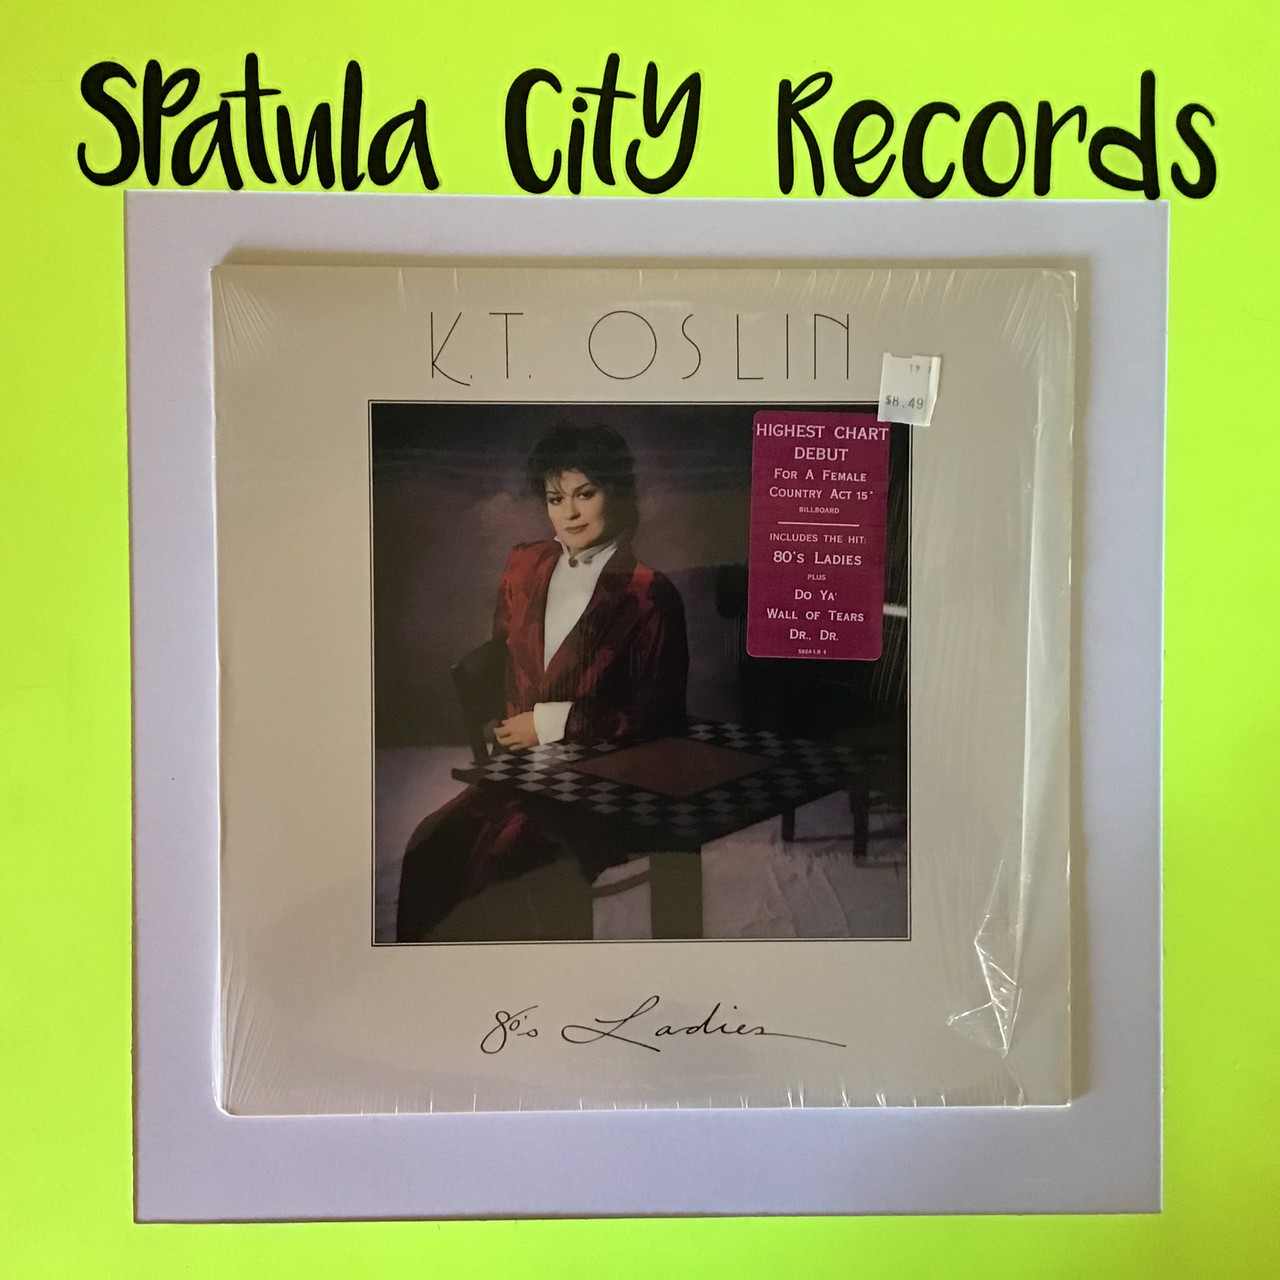 Spatula City Records
K.T. OSLIN
$8.49
HIGHEST CHART
DEBUT
FOR A FEMALE
COUNTRY ACT 15*
BILLBOARD
INCLUDES THE HIT:
80'S LADIES
PLUS
DO YA'
WALL OF TEARS
DR., DR.
80's Ladies